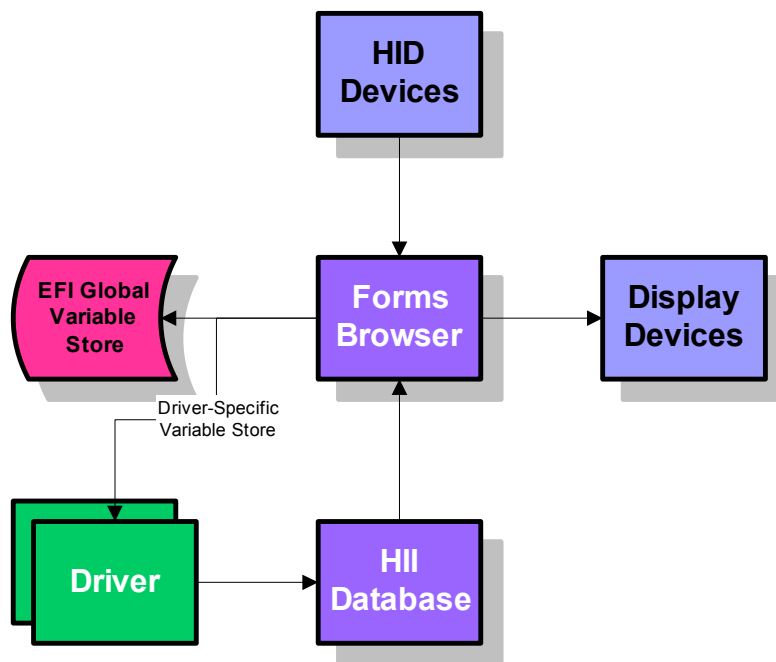 HID
Devices
EFI Global
Variable
Store
Forms
Browser
Display
Devices
Driver-Specific
Variable Store
Driver
HII
Database